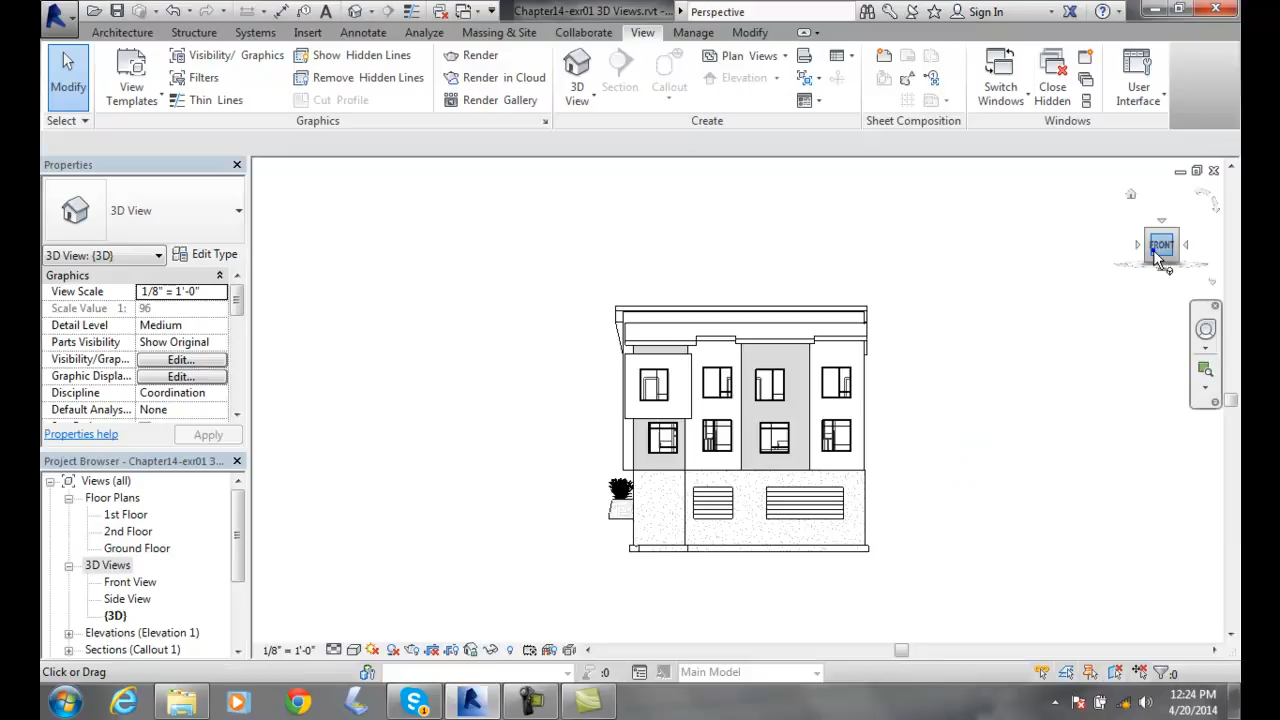 Chapter14-exr01 3D Views.rvt - Perspective Sign In
Architecture Structure Systems Insert Annotate Analyze Massing & Site Collaborate View Manage Modify
Modify
View Templates
Visibility/ Graphics
Filters
Thin Lines
Show Hidden Lines
Remove Hidden Lines
Cut Profile
Render
Render in Cloud
Render Gallery
3D View
Section
Callout
Plan Views
Elevation
Switch Windows
Close Hidden
User Interface
Select Graphics Create Sheet Composition Windows
Properties
3D View
3D View: {3D} Edit Type
Graphics
View Scale 1/8" = 1'-0"
Scale Value 1: 96
Detail Level Medium
Parts Visibility Show Original
Visibility/Grap... Edit...
Graphic Displa... Edit...
Discipline Coordination
Default Analys... None
Properties help Apply
Project Browser - Chapter14-exr01 3...
Views (all)
Floor Plans
1st Floor
2nd Floor
Ground Floor
3D Views
Front View
Side View
{3D}
Elevations (Elevation 1)
Sections (Callout 1)
FRONT
1/8" = 1'-0"
Click or Drag :0 Main Model :0
12:24 PM
4/20/2014